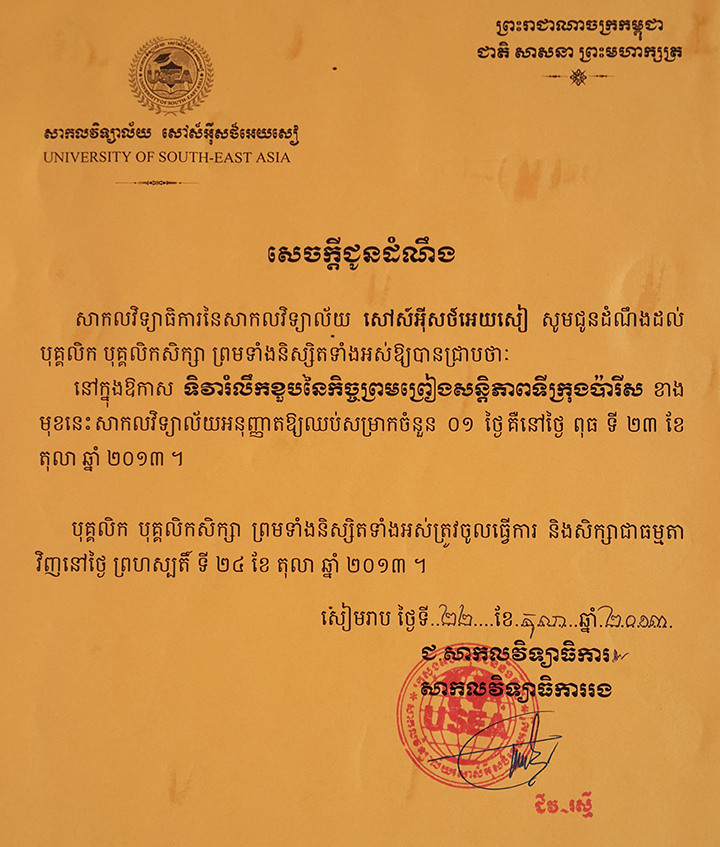 ព្រះរាជាណាចក្រកម្ពុជា
ជាតិ សាសនា ព្រះមហាក្សត្រ
USEA
UNIVERSITY OF SOUTH-EAST ASIA
សាកលវិទ្យាល័យ សៅស៍អ៊ីសថ៍អេយសៀ
UNIVERSITY OF SOUTH-EAST ASIA
សេចក្តីជូនដំណឹង
សាកលវិទ្យាធិការនៃសាកលវិទ្យាល័យ សៅស៍អ៊ីសថ៍អេយសៀ សូមជូនដំណឹងដល់
បុគ្គលិក បុគ្គលិកសិក្សា ព្រមទាំងនិស្សិតទាំងអស់ឱ្យបានជ្រាបថាៈ
នៅក្នុងឱកាស ទិវារំលឹកខួបនៃកិច្ចព្រមព្រៀងសន្តិភាពទីក្រុងប៉ារីស ខាង
មុខនេះ សាកលវិទ្យាល័យអនុញ្ញាតឱ្យឈប់សម្រាកចំនួន ០១ ថ្ងៃ គឺនៅថ្ងៃ ពុធ ទី ២៣ ខែ
តុលា ឆ្នាំ ២០១៣ ។
បុគ្គលិក បុគ្គលិកសិក្សា ព្រមទាំងនិស្សិតទាំងអស់ត្រូវចូលធ្វើការ និងសិក្សាជាធម្មតា
វិញនៅថ្ងៃ ព្រហស្បតិ៍ ទី ២៤ ខែ តុលា ឆ្នាំ ២០១៣ ។
សៀមរាប ថ្ងៃទី..២២....ខែ.តុលា...ឆ្នាំ.២០១៣.
ជ.សាកលវិទ្យាធិការ
សាកលវិទ្យាធិការរង
USEA
ជីវ រស្មី